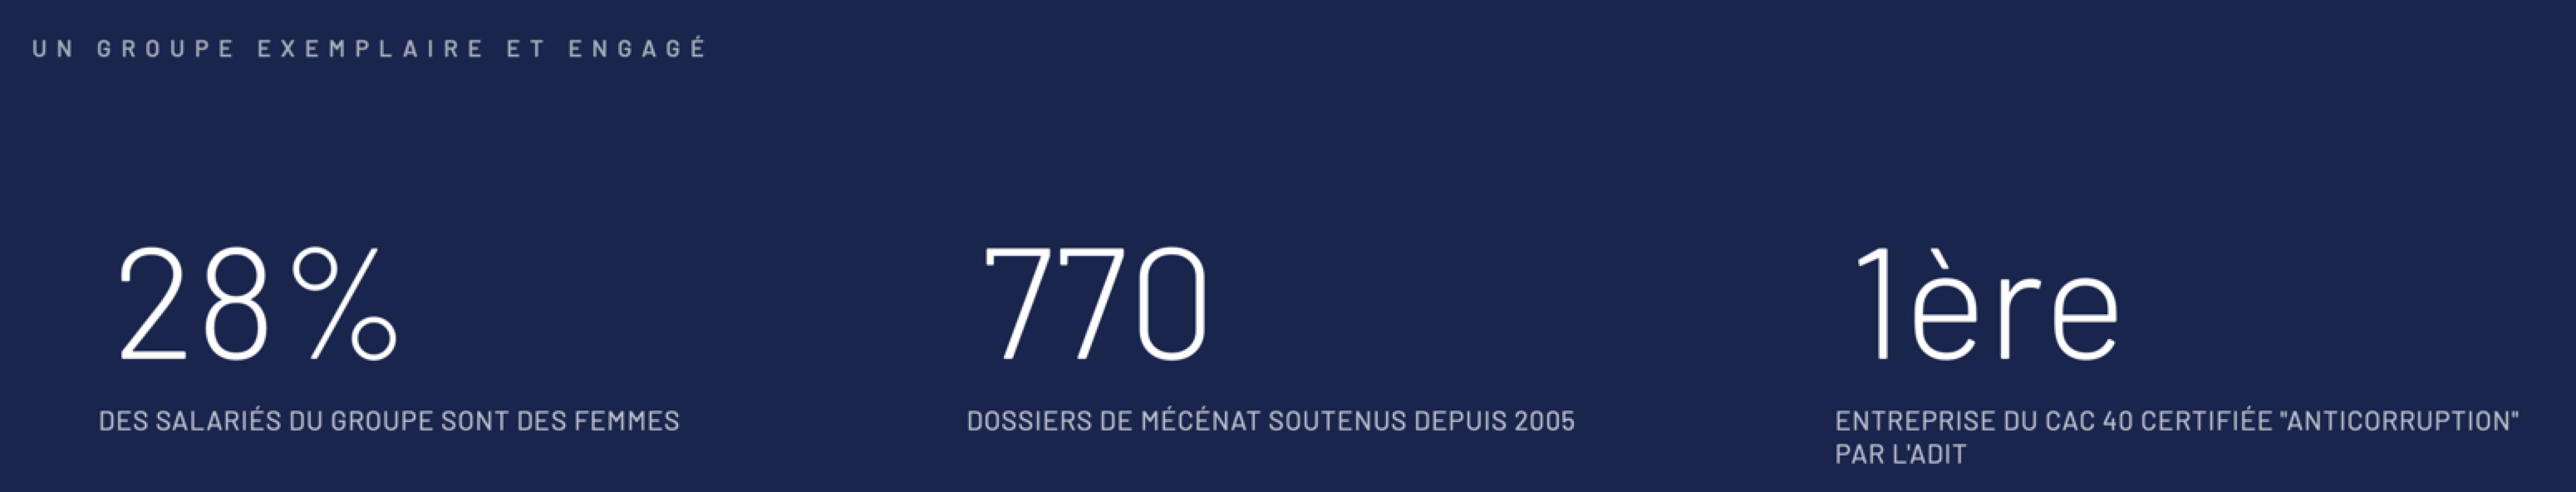 UN GROUPE EXEMPLAIRE ET ENGAGÉ
28%
DES SALARIÉS DU GROUPE SONT DES FEMMES
770
DOSSIERS DE MÉCÉNAT SOUTENUS DEPUIS 2005
1ère
ENTREPRISE DU CAC 40 CERTIFIÉE "ANTICORRUPTION"
PAR L'ADIT